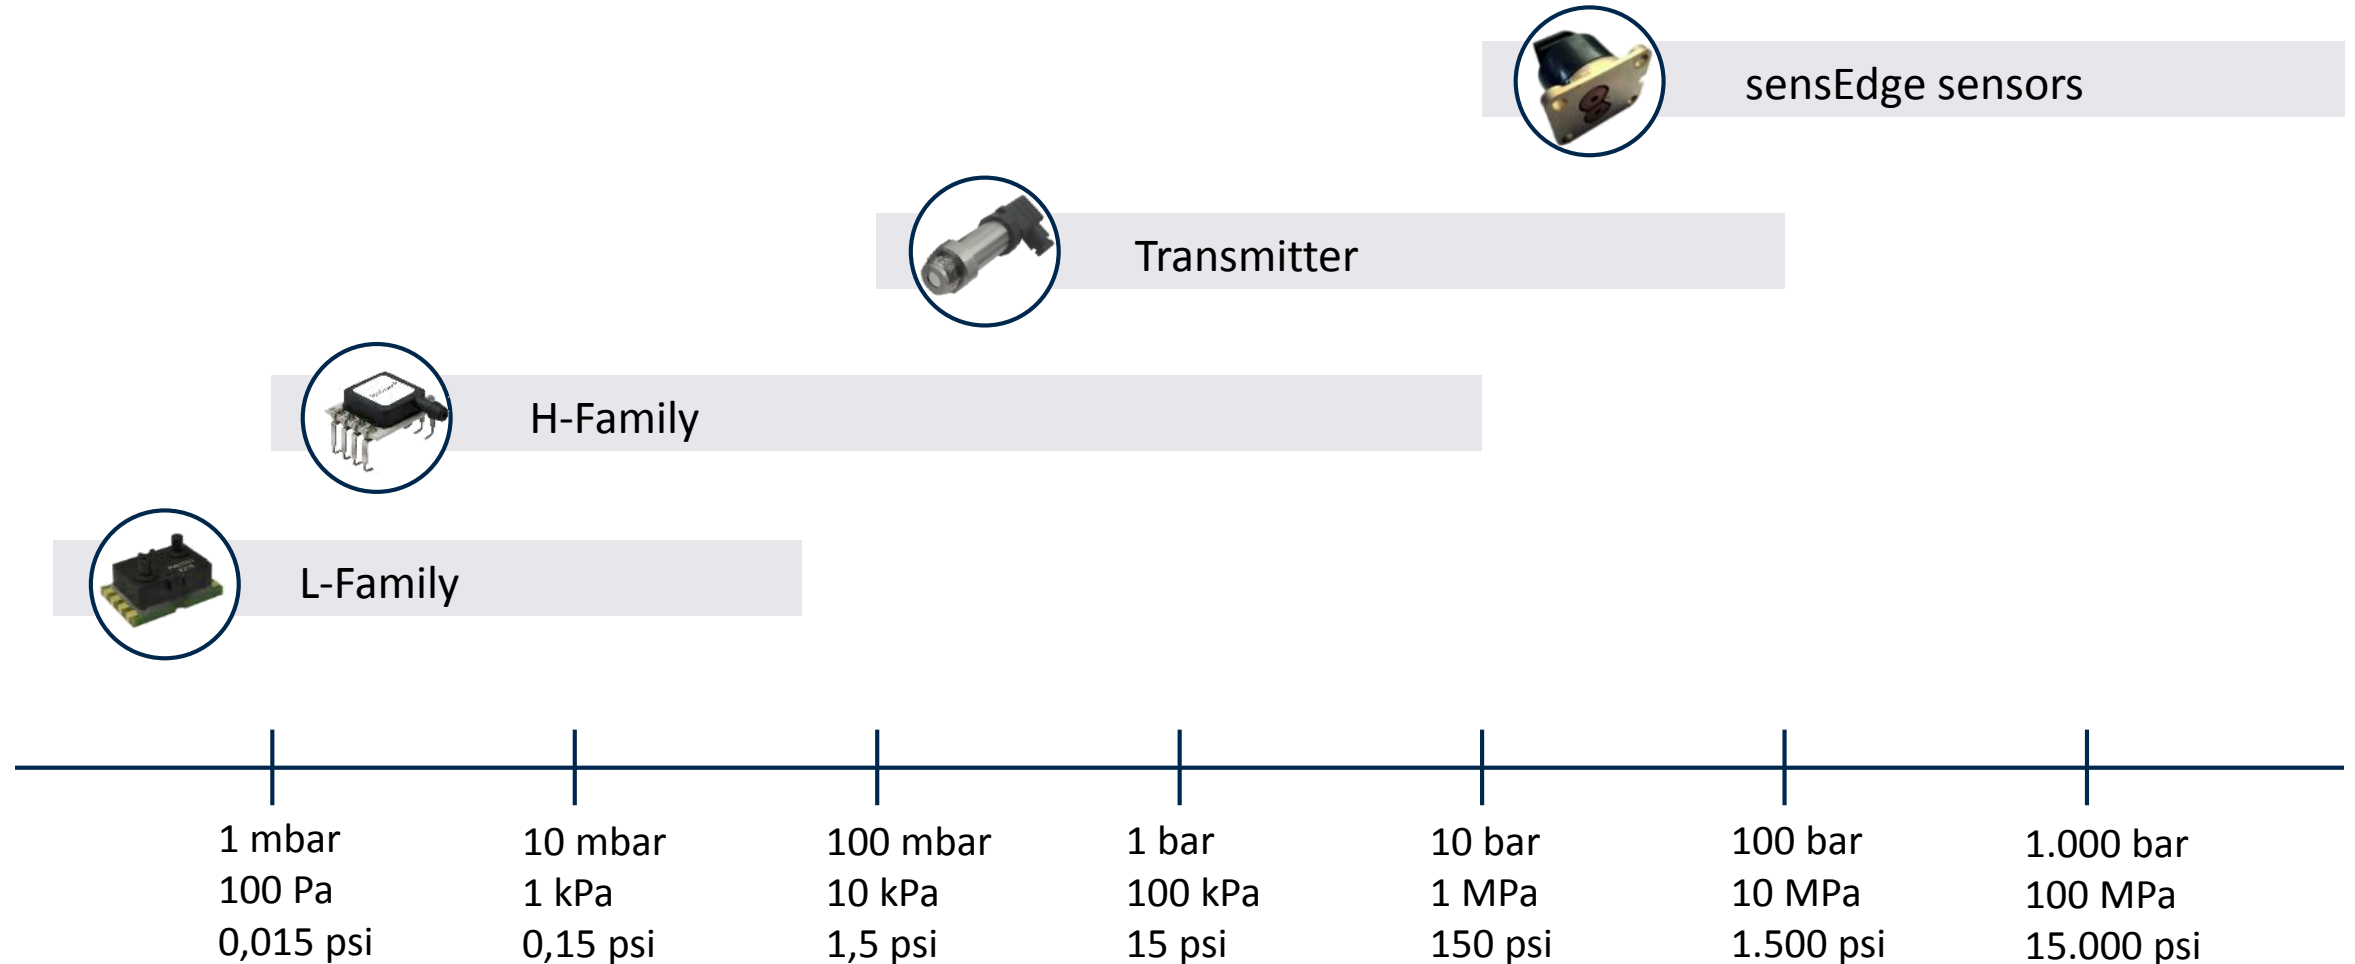 sensEdge sensors
Transmitter
H-Family
L-Family
1 mbar
100 Pa
0,015 psi
10 mbar
1 kPa
0,15 psi
100 mbar
10 kPa
1,5 psi
1 bar
100 kPa
15 psi
10 bar
1 MPa
150 psi
100 bar
10 MPa
1.500 psi
1.000 bar
100 MPa
15.000 psi